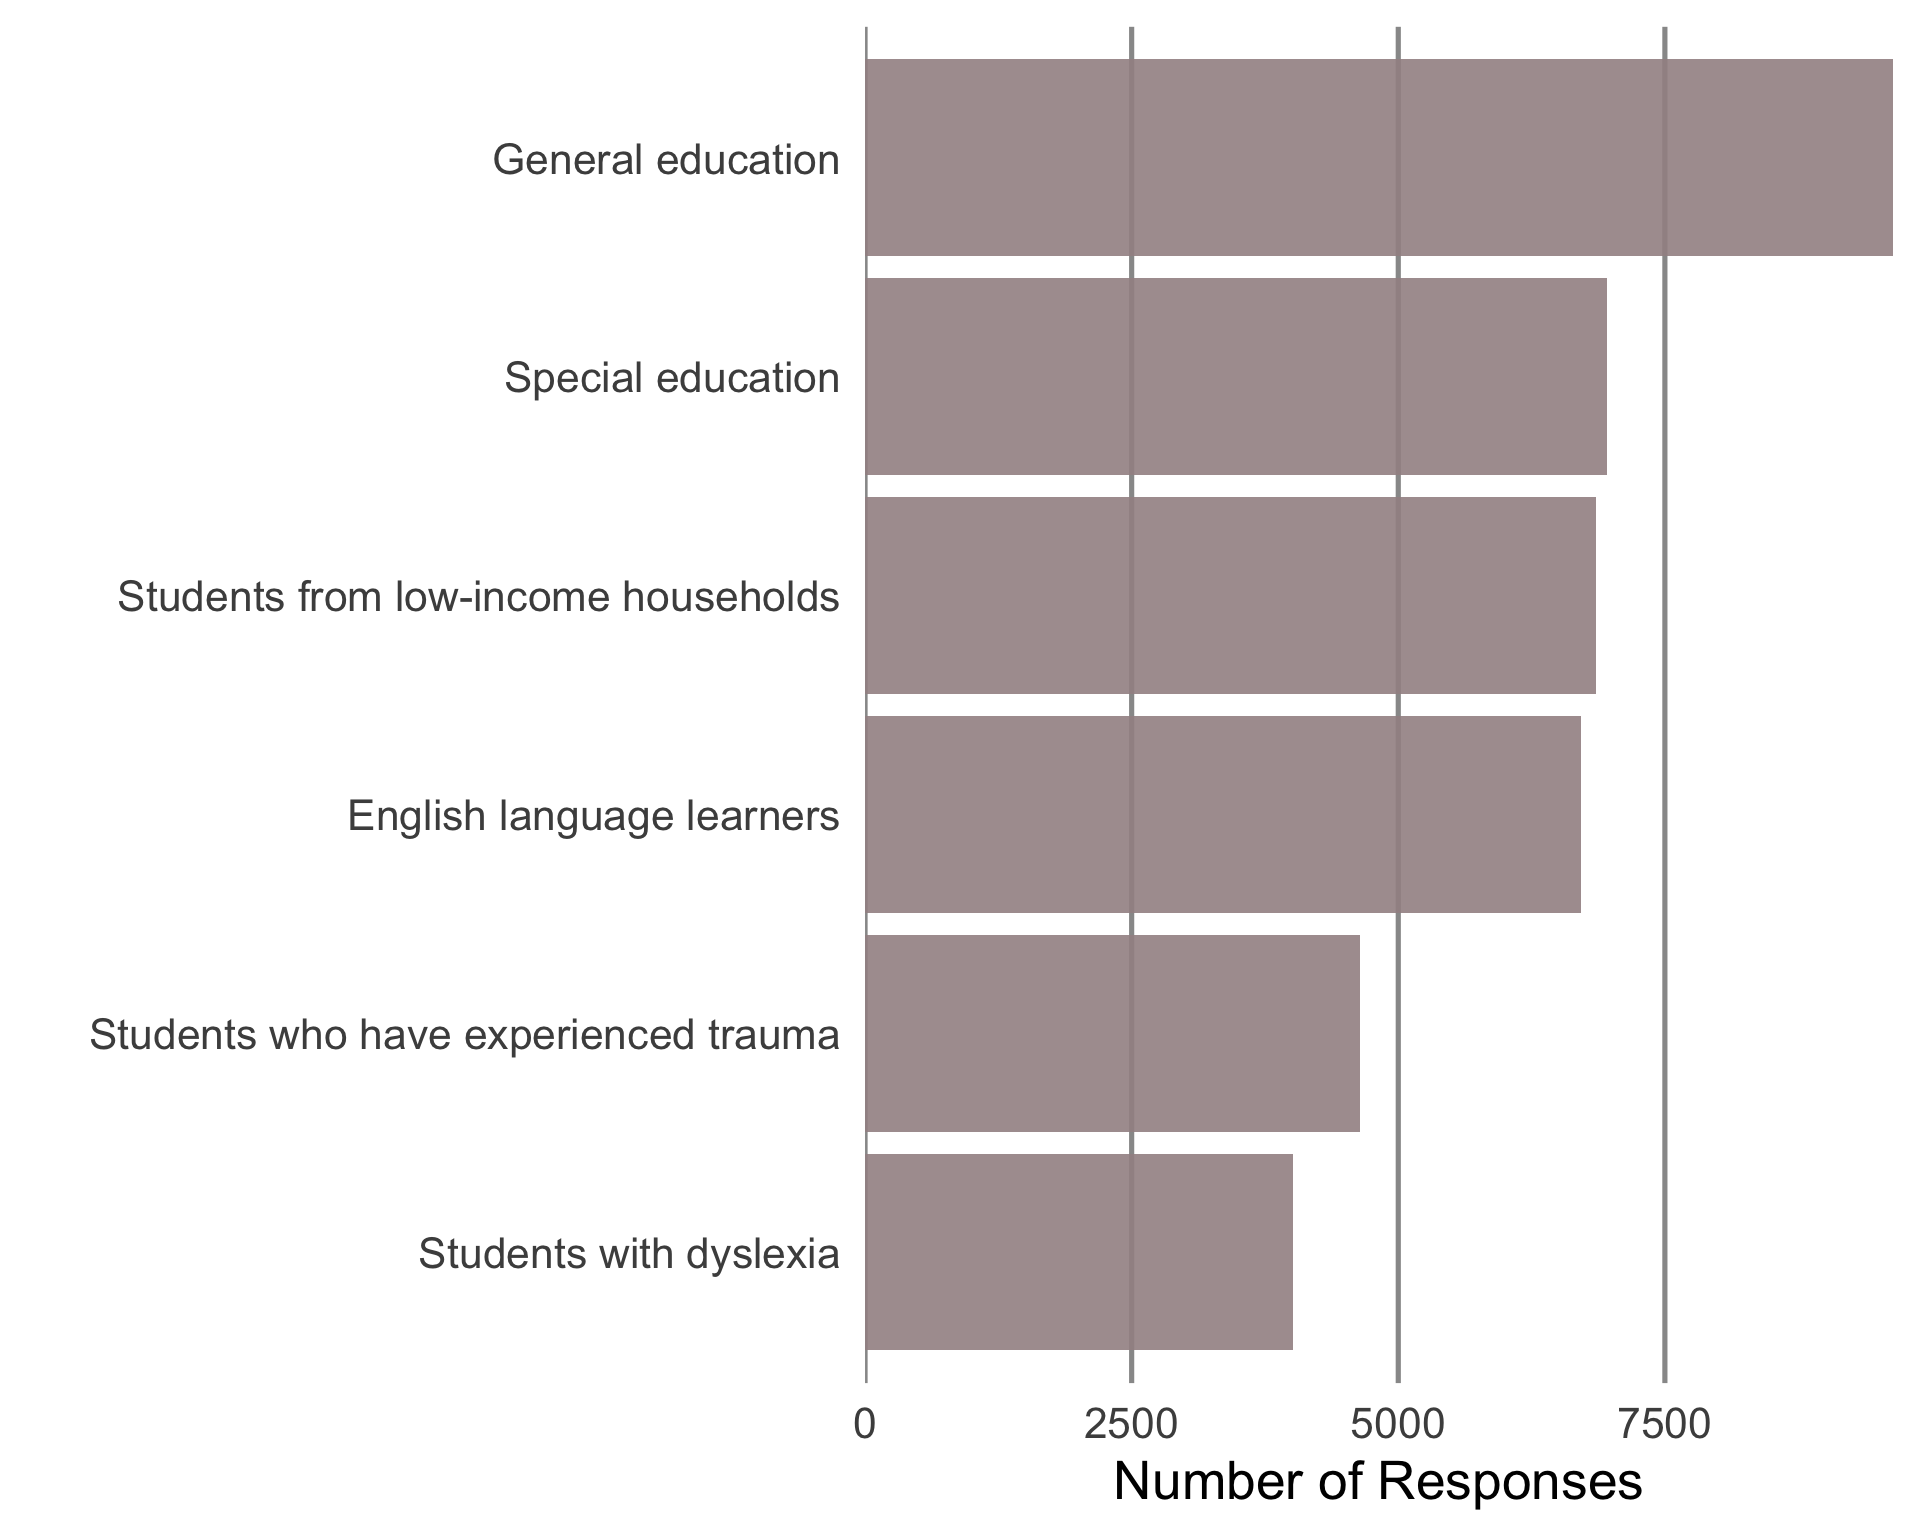 General education
Special education
Students from low-income households
English language learners
Students who have experienced trauma
Students with dyslexia
0 2500 5000 7500
Number of Responses